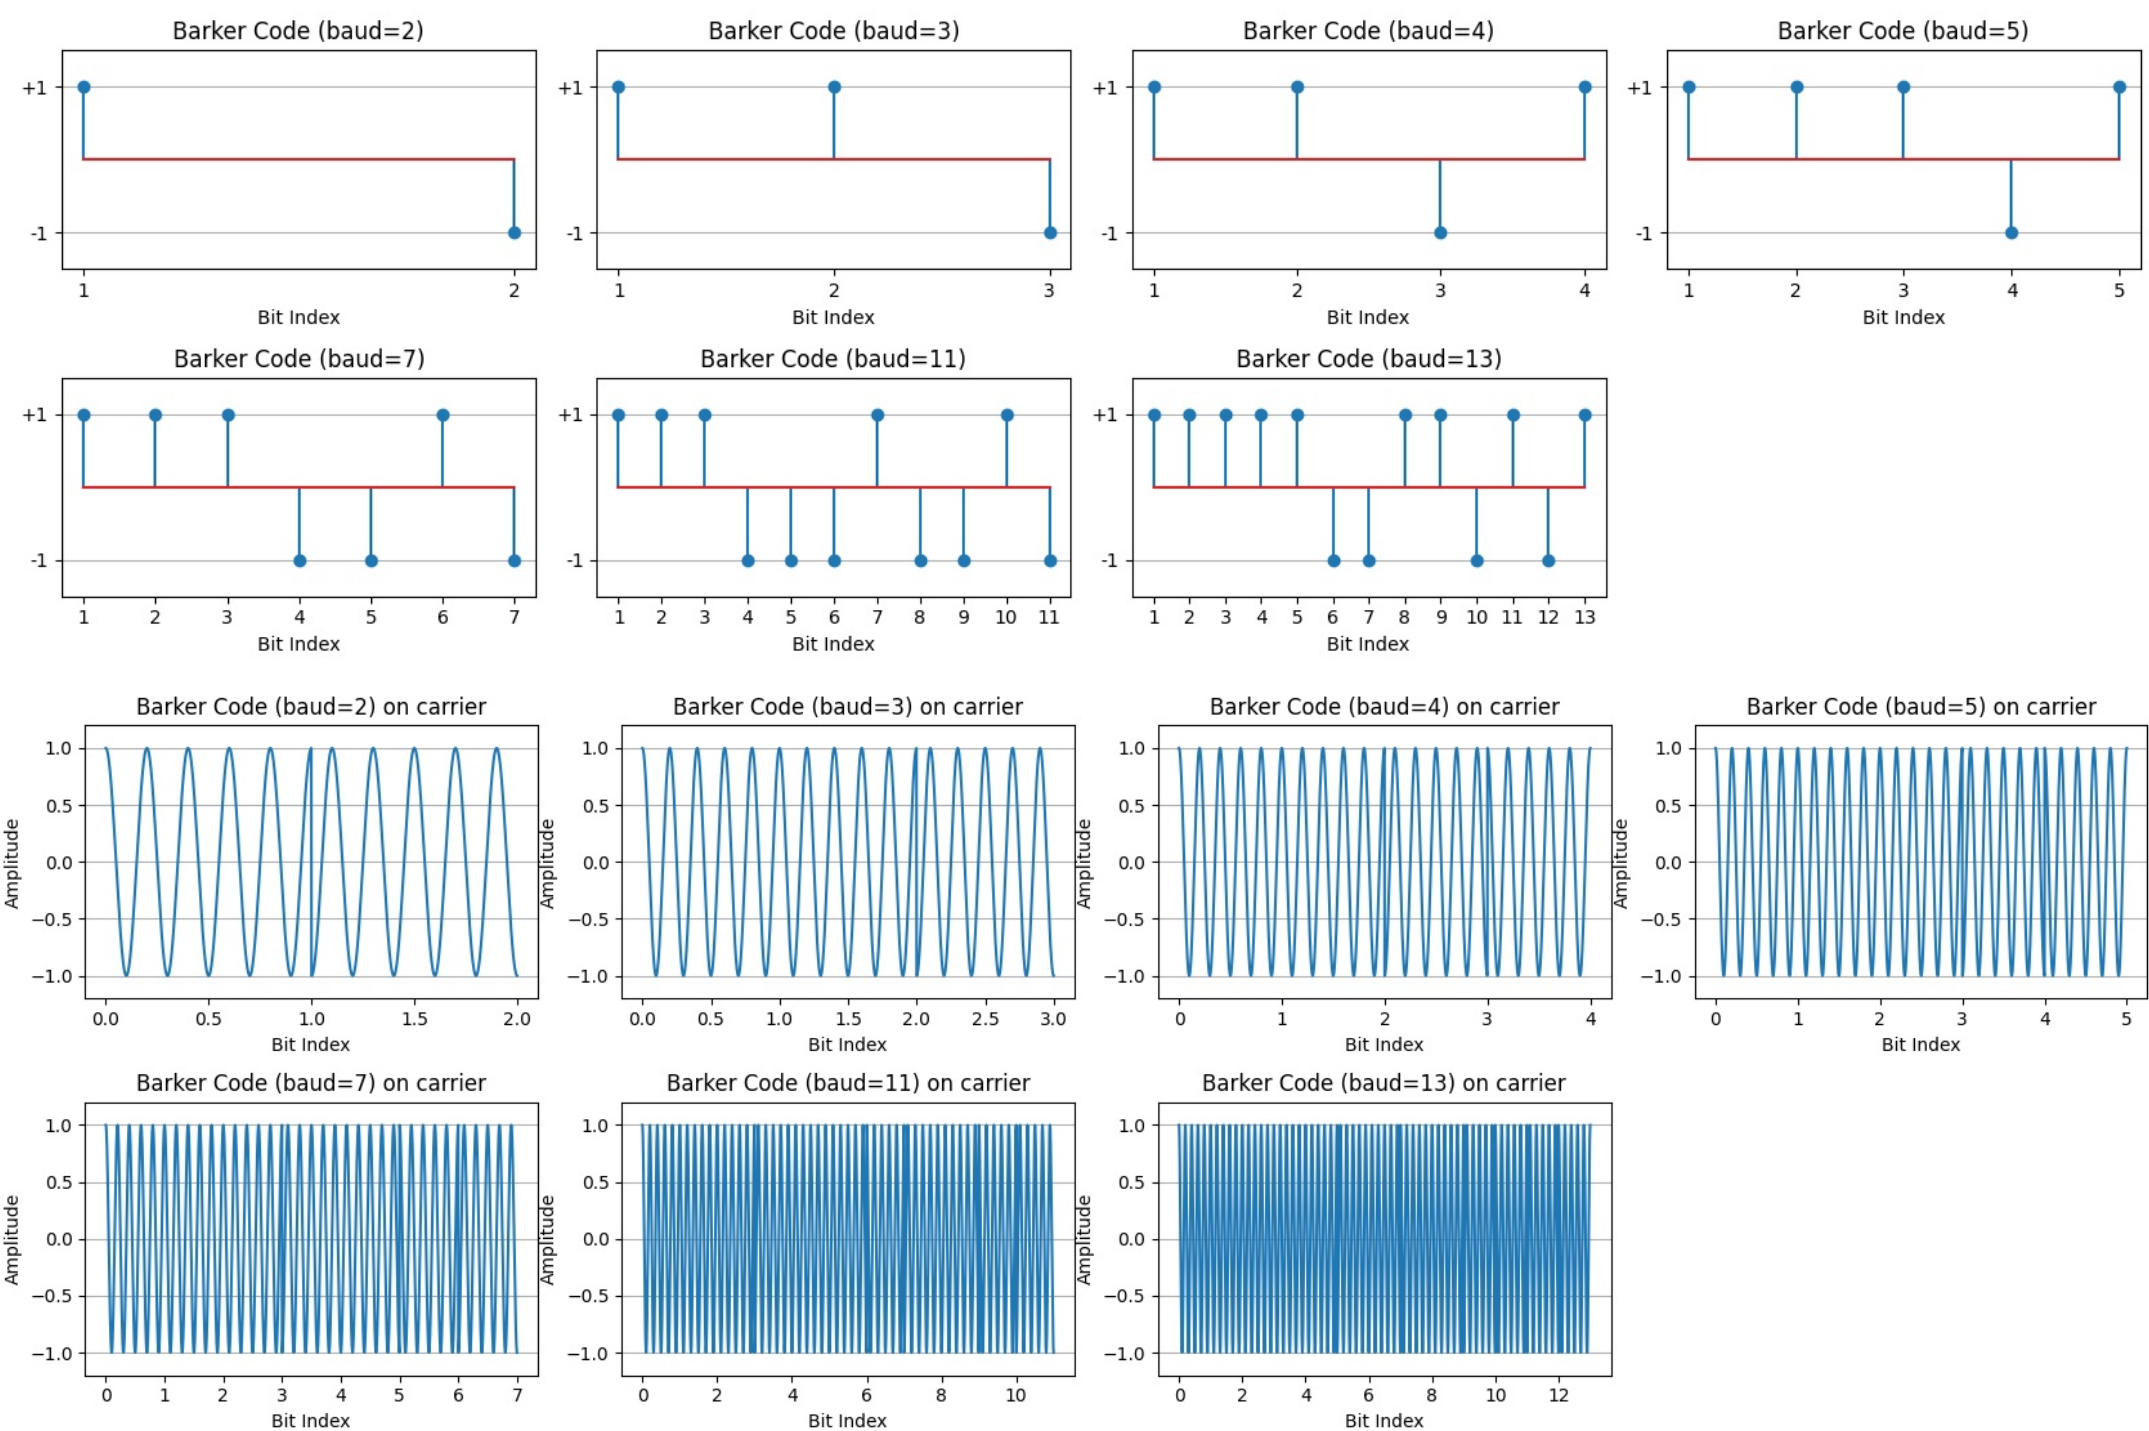 Barker Code (baud=2)
+1
-1
1 2
Bit Index
Barker Code (baud=3)
+1
-1
1 2 3
Bit Index
Barker Code (baud=4)
+1
-1
1 2 3 4
Bit Index
Barker Code (baud=5)
+1
-1
1 2 3 4 5
Bit Index
Barker Code (baud=7)
+1
-1
1 2 3 4 5 6 7
Bit Index
Barker Code (baud=11)
+1
-1
1 2 3 4 5 6 7 8 9 10 11
Bit Index
Barker Code (baud=13)
+1
-1
1 2 3 4 5 6 7 8 9 10 11 12 13
Bit Index
Barker Code (baud=2) on carrier
Amplitude
1.0
0.5
0.0
−0.5
−1.0
0.0 0.5 1.0 1.5 2.0
Bit Index
Barker Code (baud=3) on carrier
Amplitude
1.0
0.5
0.0
−0.5
−1.0
0.0 0.5 1.0 1.5 2.0 2.5 3.0
Bit Index
Barker Code (baud=4) on carrier
Amplitude
1.0
0.5
0.0
−0.5
−1.0
0 1 2 3 4
Bit Index
Barker Code (baud=5) on carrier
Amplitude
1.0
0.5
0.0
−0.5
−1.0
0 1 2 3 4 5
Bit Index
Barker Code (baud=7) on carrier
Amplitude
1.0
0.5
0.0
−0.5
−1.0
0 1 2 3 4 5 6 7
Bit Index
Barker Code (baud=11) on carrier
Amplitude
1.0
0.5
0.0
−0.5
−1.0
0 2 4 6 8 10
Bit Index
Barker Code (baud=13) on carrier
Amplitude
1.0
0.5
0.0
−0.5
−1.0
0 2 4 6 8 10 12
Bit Index